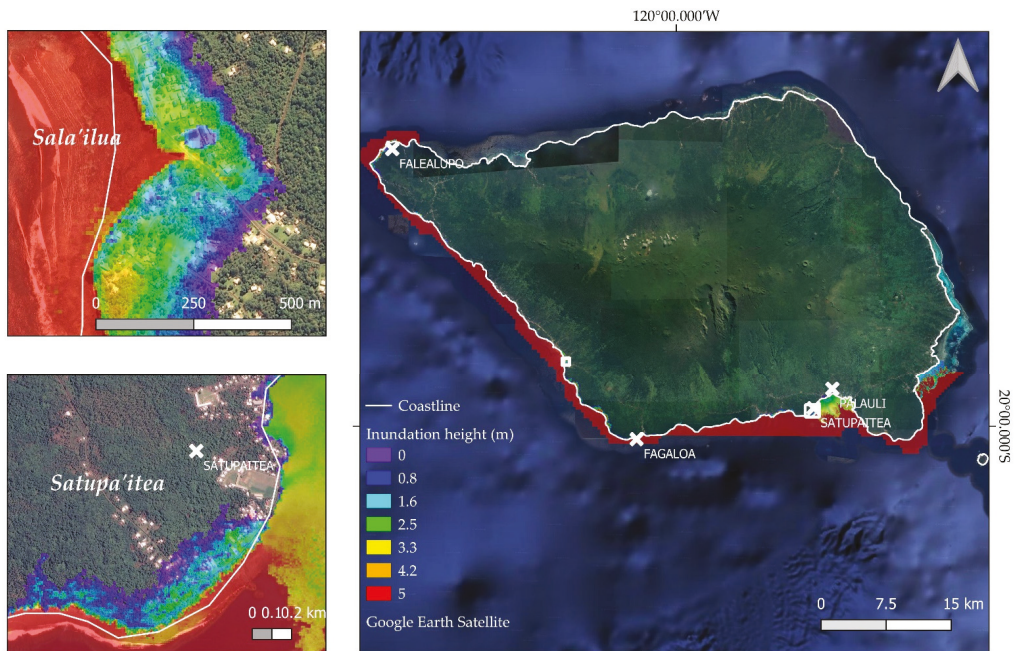 120°00.000'W
Sala'ilua
0 250 500 m
FALEALUPO
Satupa'itea
SATUPAITEA
0 0.10.2 km
Coastline
Inundation height (m)
0
0.8
1.6
2.5
3.3
4.2
5
Google Earth Satellite
FAGALOA
PALAULI
SATUPAITEA
20°00.000'S
0 7.5 15 km